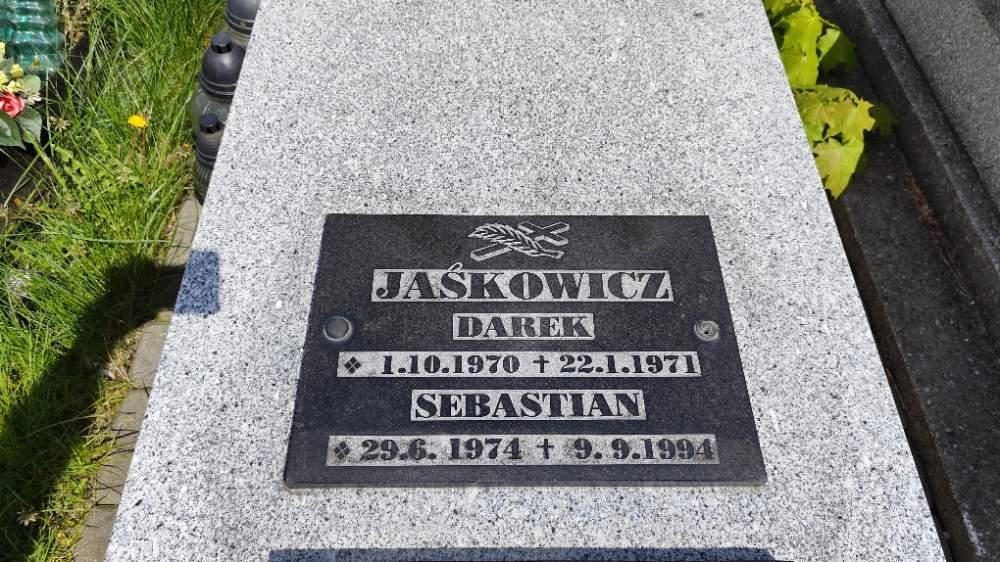 JAŚKOWICZ
DAREK
❖ 1.10.1970 ✝ 22.1.1971
SEBASTIAN
❖ 29.6. 1974 ✝ 9. 9.1994